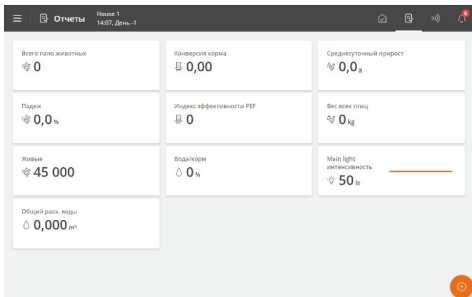 Отчеты
House 1
14:07, День -1
6
Всего пало животных
0
Конверсия корма
0,00
Среднесуточный прирост
0,0 g
Падеж
0,0 %
Индекс эффективности PEF
0
Вес всех птиц
0 kg
Живые
45 000
Вода/корм
0 %
Main light
интенсивность
50 lx
Общий расх. воды
0,000 m³